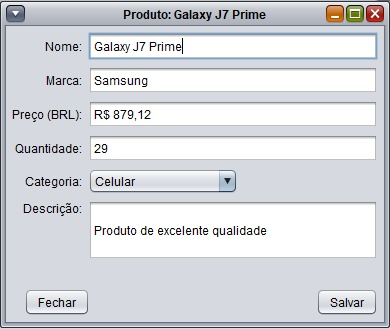 Produto: Galaxy J7 Prime
Nome: Galaxy J7 Prime
Marca: Samsung
Preço (BRL): R$ 879,12
Quantidade: 29
Categoria: Celular
Descrição: Produto de excelente qualidade
Fechar Salvar